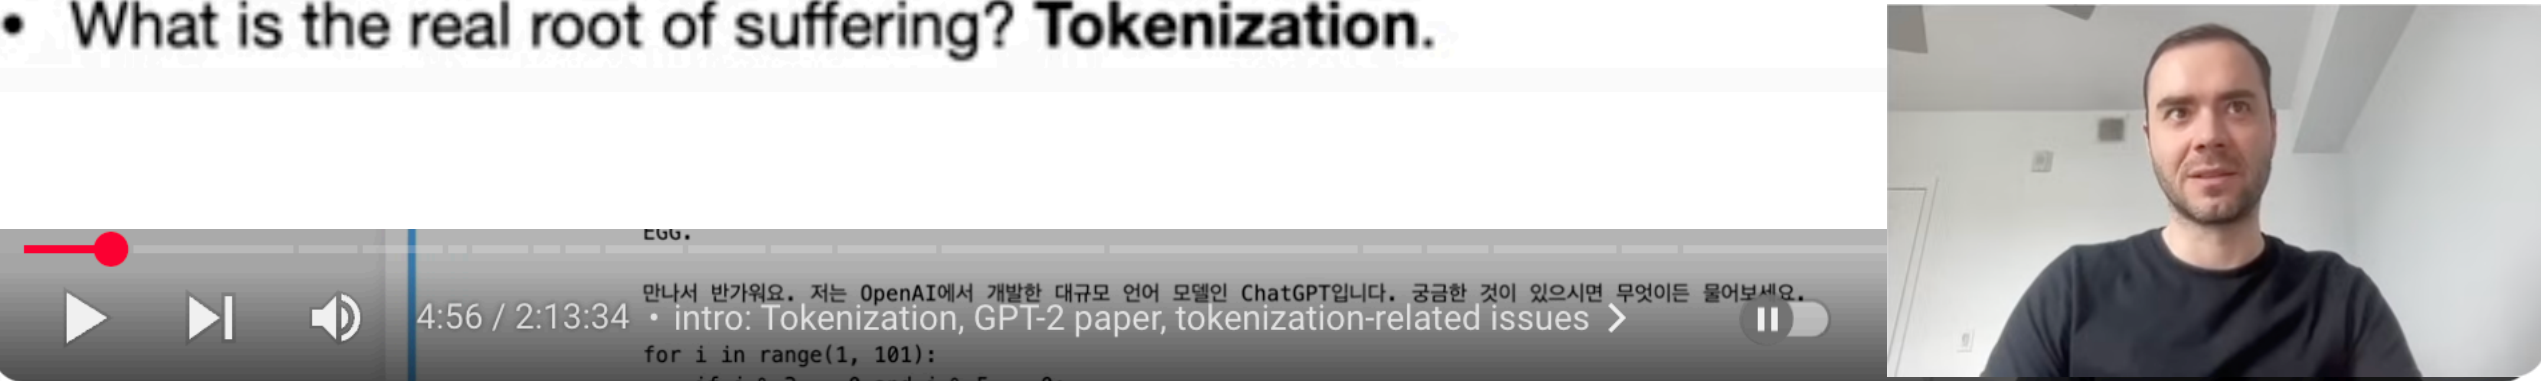 • What is the real root of suffering? Tokenization.
EGG.
만나서 반가워요. 저는 OpenAI에서 개발한 대규모 언어 모델인 ChatGPT입니다. 궁금한 것이 있으시면 무엇이든 물어보세요.
4:56 / 2:13:34 • intro: Tokenization, GPT-2 paper, tokenization-related issues
for i in range(1, 101):